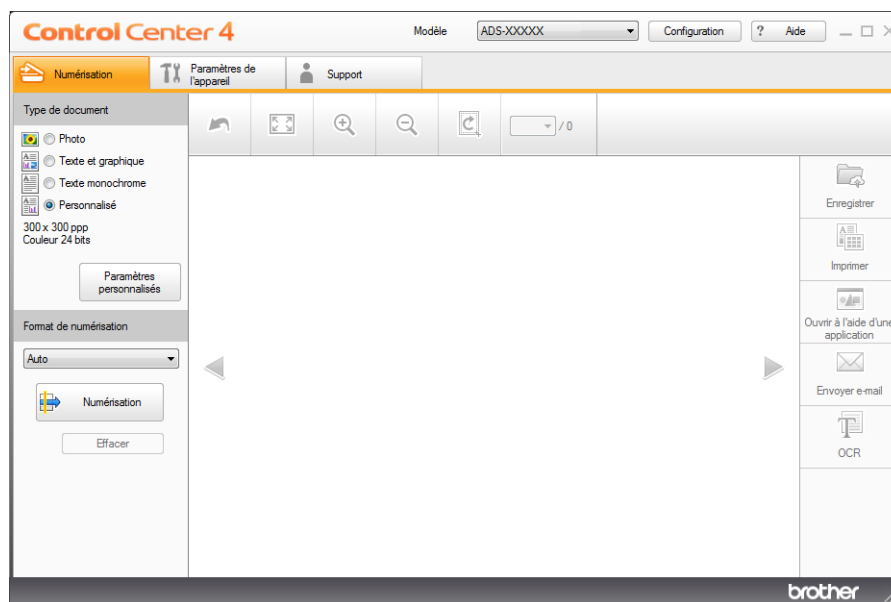 Control Center 4
Modèle
ADS-XXXXX
Configuration
? Aide
Numérisation
Paramètres de
l'appareil
Support
Type de document
Photo
Texte et graphique
Texte monochrome
Personnalisé
300 x 300 ppp
Couleur 24 bits
Paramètres
personnalisés
Format de numérisation
Auto
Numérisation
Effacer
/ 0
Enregistrer
Imprimer
Ouvrir à l'aide d'une
application
Envoyer e-mail
OCR
brother